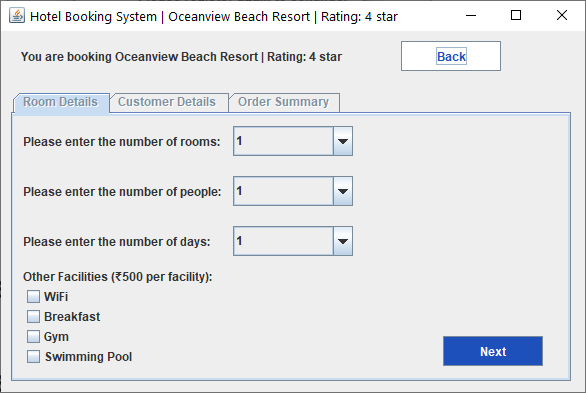 Hotel Booking System | Oceanview Beach Resort | Rating: 4 star
You are booking Oceanview Beach Resort | Rating: 4 star
Back
Room Details
Customer Details
Order Summary
Please enter the number of rooms:
1
Please enter the number of people:
1
Please enter the number of days:
1
Other Facilities (₹500 per facility):
WiFi
Breakfast
Gym
Swimming Pool
Next